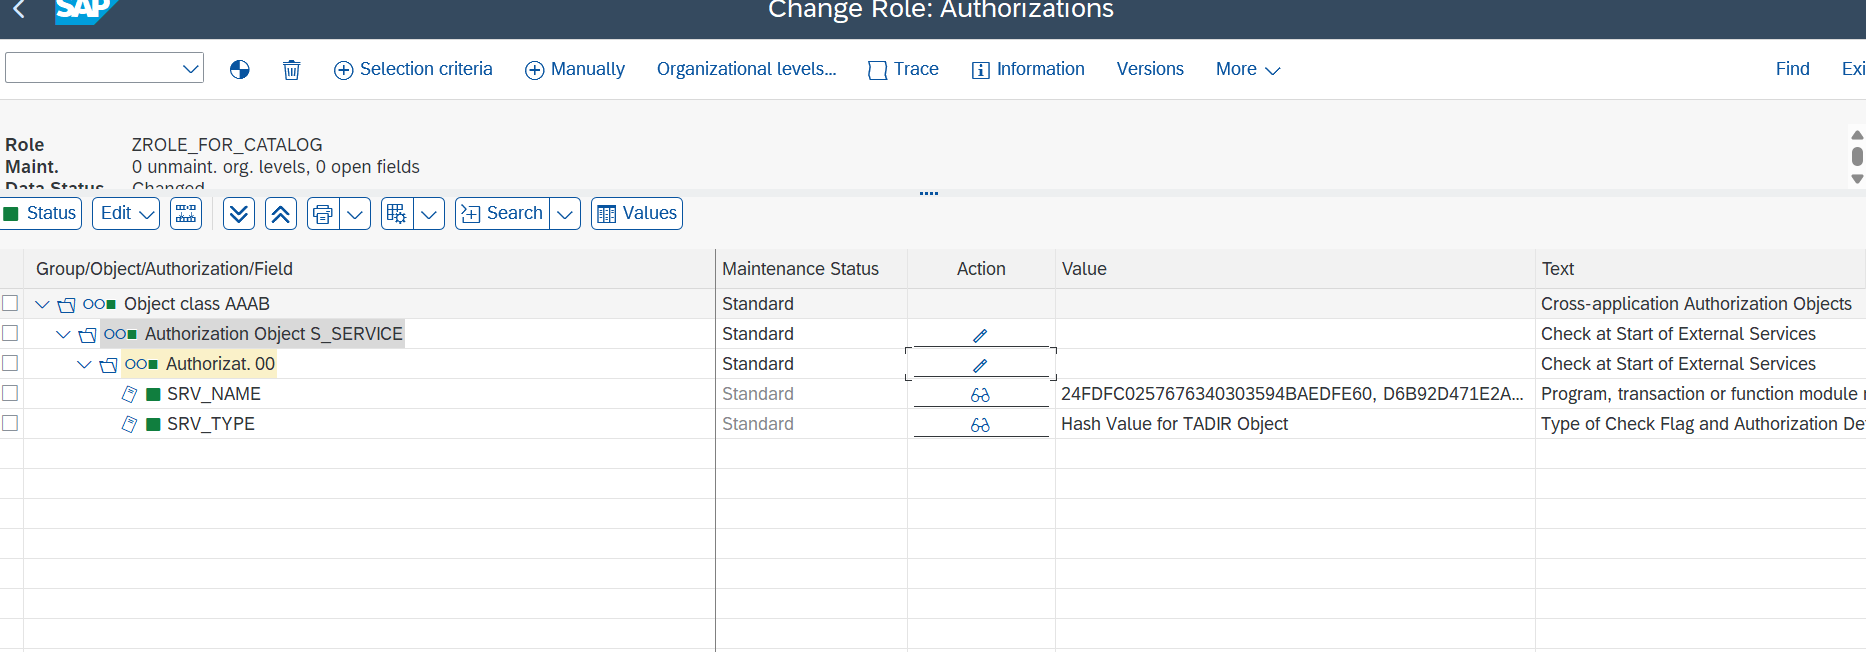 SAP Change Role: Authorizations
Selection criteria Manually Organizational levels... Trace Information Versions More Find Exi
Role ZROLE_FOR_CATALOG
Maint. 0 unmaint. org. levels, 0 open fields
Data Status Changed
Status Edit Search Values
Group/Object/Authorization/Field Maintenance Status Action Value Text
Object class AAAB Standard Cross-application Authorization Objects
Authorization Object S_SERVICE Standard Check at Start of External Services
Authorizat. 00 Standard Check at Start of External Services
SRV_NAME Standard 24FDFC0257676340303594BAEDFE60, D6B92D471E2A... Program, transaction or function module
SRV_TYPE Standard Hash Value for TADIR Object Type of Check Flag and Authorization De